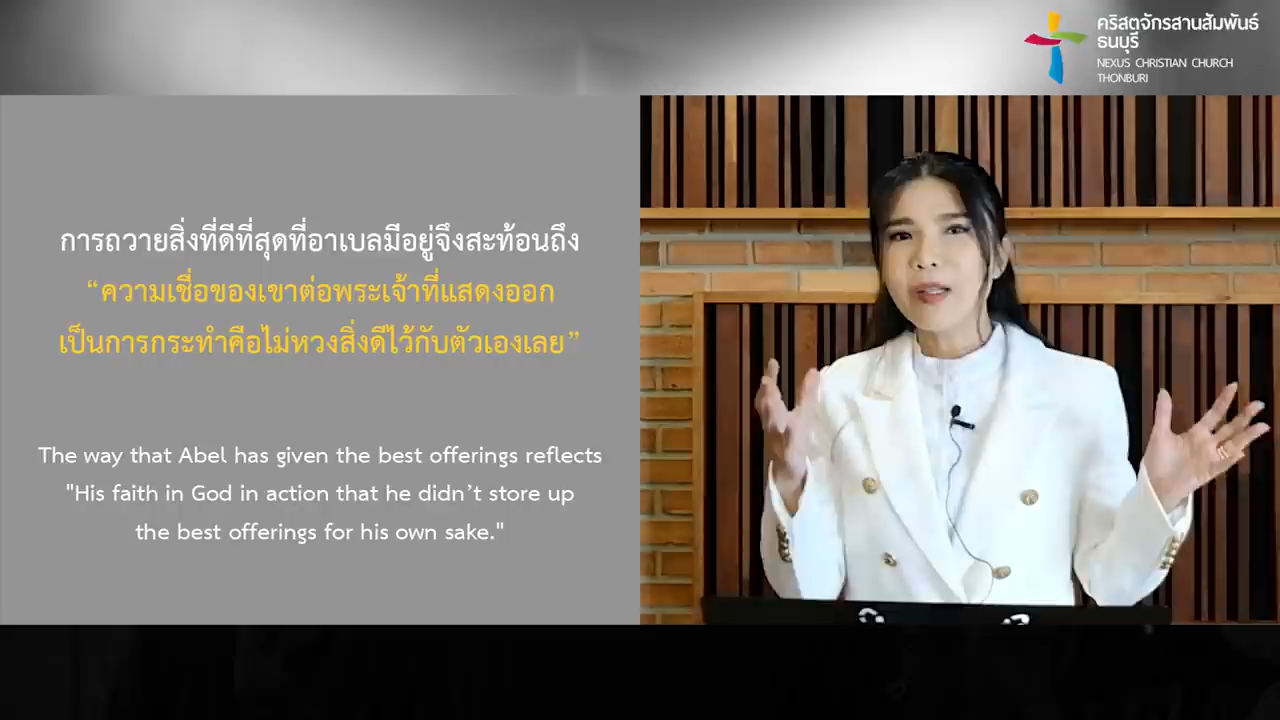 คริสตจักรสานสัมพันธ์
ธนบุรี
NEXUS CHRISTIAN CHURCH
THONBURI
การถวายสิ่งที่ดีที่สุดที่อาเบลมีอยู่จึงสะท้อนถึง
“ความเชื่อของเขาต่อพระเจ้าที่แสดงออก
เป็นการกระทำคือไม่หวงสิ่งดีไว้กับตัวเองเลย”
The way that Abel has given the best offerings reflects
"His faith in God in action that he didn’t store up
the best offerings for his own sake."